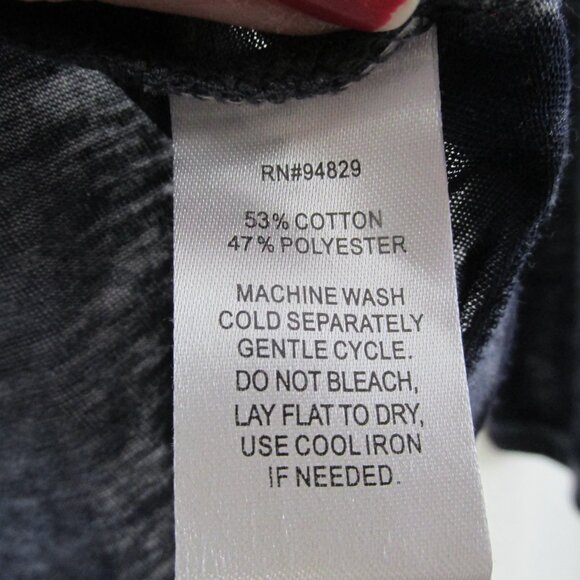 RN#94829
53% COTTON
47% POLYESTER
MACHINE WASH
COLD SEPARATELY
GENTLE CYCLE.
DO NOT BLEACH,
LAY FLAT TO DRY,
USE COOL IRON
IF NEEDED.